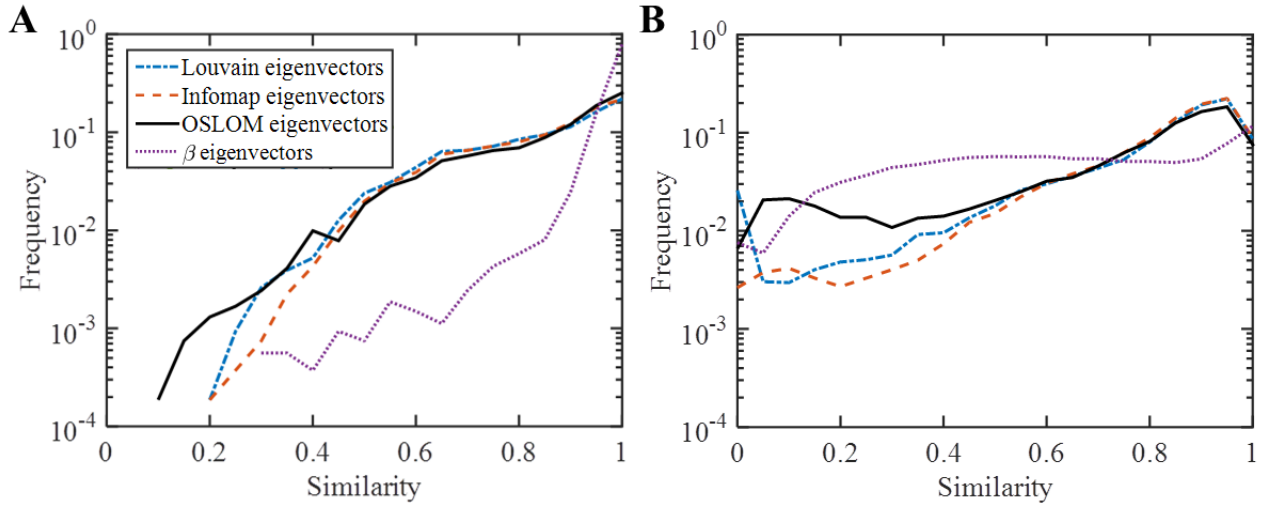 A
10^0
10^-1
10^-2
10^-3
10^-4
Frequency
Louvain eigenvectors
Infomap eigenvectors
OSLOM eigenvectors
β eigenvectors
0 0.2 0.4 0.6 0.8 1
Similarity
B
10^0
10^-1
10^-2
10^-3
10^-4
Frequency
0 0.2 0.4 0.6 0.8 1
Similarity